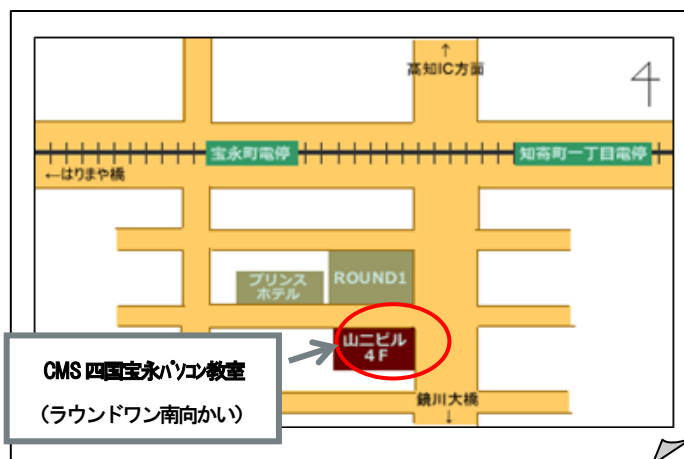 ↑
高知IC方面
宝永町電停
知寄町一丁目電停
←はりまや橋
プリンス
ホテル
ROUND1
山二ビル
4F
CMS 四国宝永パソコン教室
(ラウンドワン南向かい)
鏡川大橋
↓